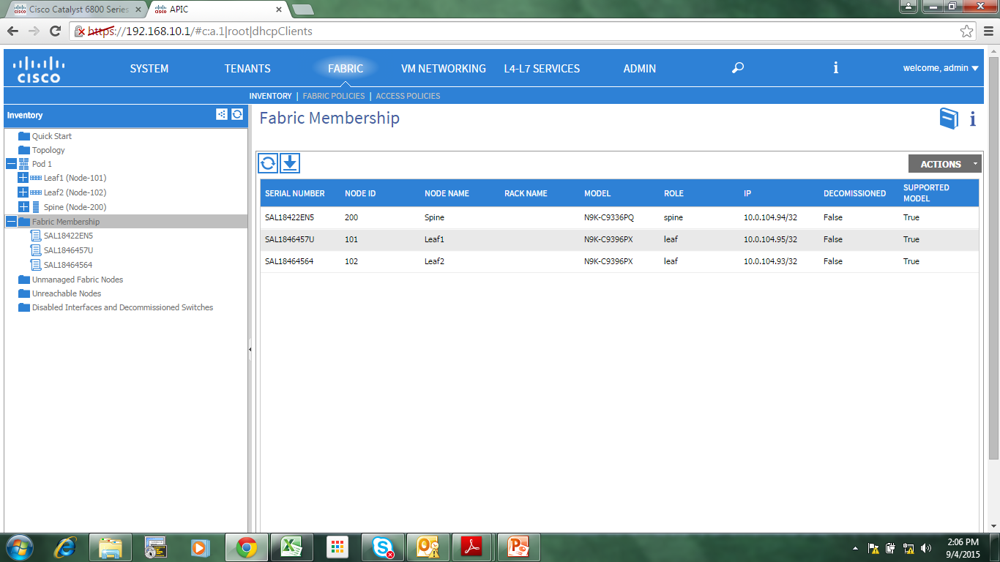 Cisco Catalyst 6800 Series
APIC
https://192.168.10.1/#c:a.1|root|dhcpClients
CISCO
SYSTEM
TENANTS
FABRIC
VM NETWORKING
L4-L7 SERVICES
ADMIN
welcome, admin
INVENTORY | FABRIC POLICIES | ACCESS POLICIES
Inventory
Quick Start
Topology
Pod 1
Leaf1 (Node-101)
Leaf2 (Node-102)
Spine (Node-200)
Fabric Membership
SAL18422EN5
SAL1846457U
SAL18464564
Unmanaged Fabric Nodes
Unreachable Nodes
Disabled Interfaces and Decommissioned Switches
Fabric Membership
ACTIONS
SERIAL NUMBER NODE ID NODE NAME RACK NAME MODEL ROLE IP DECOMISSIONED SUPPORTED MODEL
SAL18422EN5 200 Spine N9K-C9336PQ spine 10.0.104.94/32 False True
SAL1846457U 101 Leaf1 N9K-C9396PX leaf 10.0.104.95/32 False True
SAL18464564 102 Leaf2 N9K-C9396PX leaf 10.0.104.93/32 False True
2:06 PM
9/4/2015